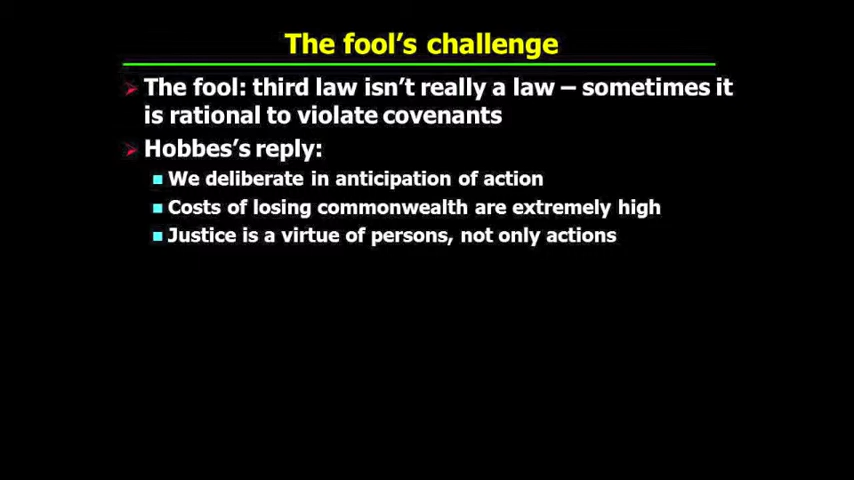 The fool's challenge
The fool: third law isn't really a law – sometimes it
is rational to violate covenants
Hobbes's reply:
We deliberate in anticipation of action
Costs of losing commonwealth are extremely high
Justice is a virtue of persons, not only actions